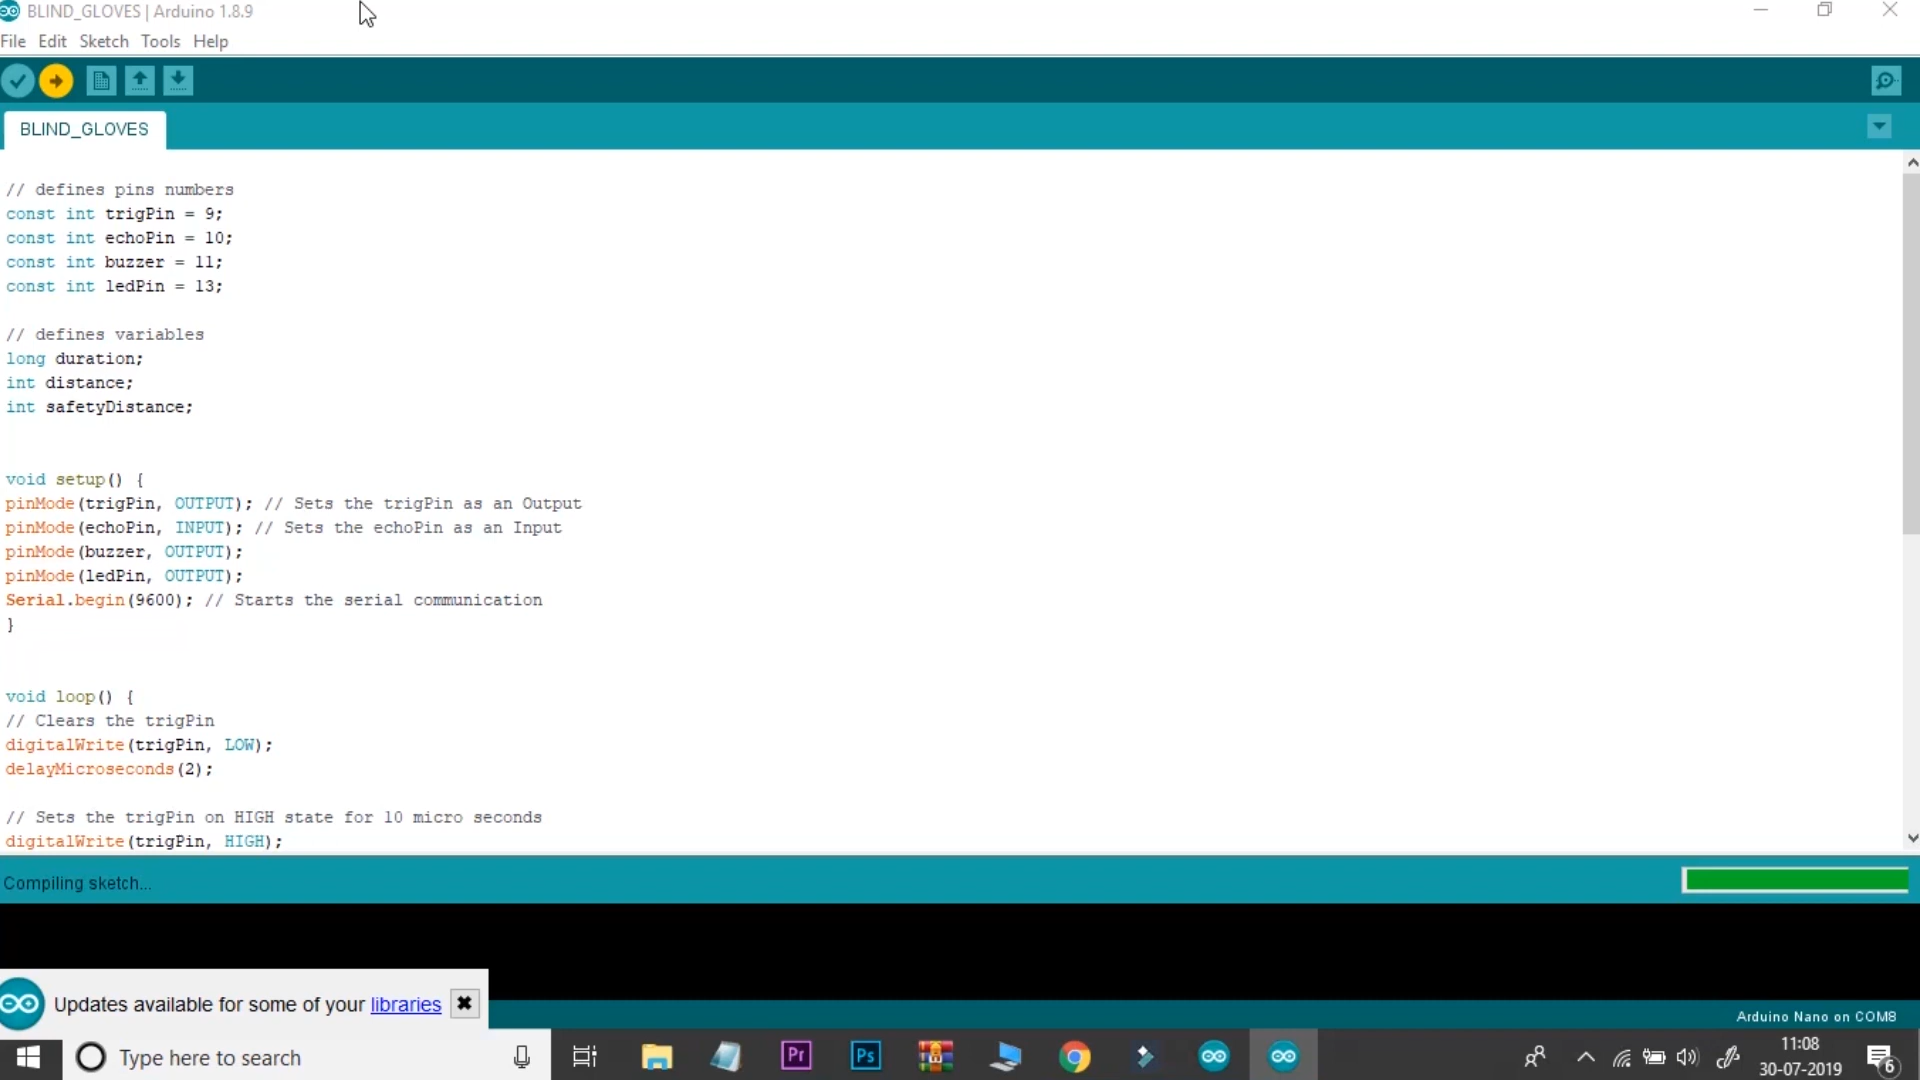 BLIND_GLOVES | Arduino 1.8.9
File Edit Sketch Tools Help
BLIND_GLOVES
// defines pins numbers
const int trigPin = 9;
const int echoPin = 10;
const int buzzer = 11;
const int ledPin = 13;
// defines variables
long duration;
int distance;
int safetyDistance;
void setup() {
pinMode(trigPin, OUTPUT); // Sets the trigPin as an Output
pinMode(echoPin, INPUT); // Sets the echoPin as an Input
pinMode(buzzer, OUTPUT);
pinMode(ledPin, OUTPUT);
Serial.begin(9600); // Starts the serial communication
}
void loop() {
// Clears the trigPin
digitalWrite(trigPin, LOW);
delayMicroseconds(2);
// Sets the trigPin on HIGH state for 10 micro seconds
digitalWrite(trigPin, HIGH);
Compiling sketch...
Updates available for some of your libraries
Arduino Nano on COM8
Type here to search
Pr
Ps
11:08
30-07-2019
6